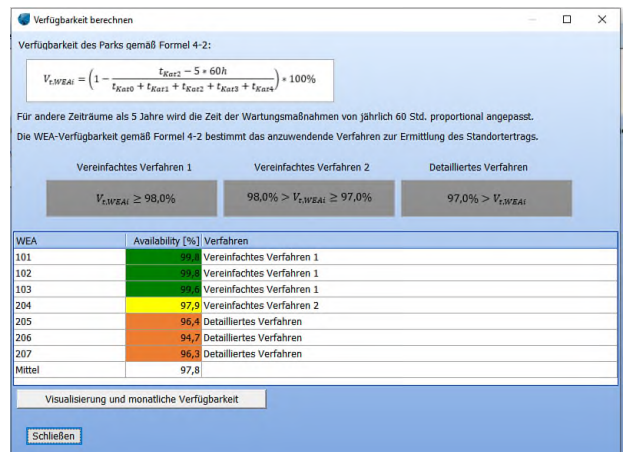 Verfügbarkeit berechnen
Verfügbarkeit des Parks gemäß Formel 4-2:
V_{t,WEAi} = (1 − \frac{t_{Kat2} − 5 * 60h}{t_{Kat0} + t_{Kat1} + t_{Kat2} + t_{Kat3} + t_{Kat4}}) * 100%
Für andere Zeiträume als 5 Jahre wird die Zeit der Wartungsmaßnahmen von jährlich 60 Std. proportional angepasst.
Die WEA-Verfügbarkeit gemäß Formel 4-2 bestimmt das anzuwendende Verfahren zur Ermittlung des Standortertrags.
Vereinfachtes Verfahren 1 Vereinfachtes Verfahren 2 Detailliertes Verfahren
V_{t,WEAi} ≥ 98,0% 98,0% > V_{t,WEAi} ≥ 97,0% 97,0% > V_{t,WEAi}
WEA Availability [%] Verfahren
101 99,8 Vereinfachtes Verfahren 1
102 99,8 Vereinfachtes Verfahren 1
103 99,6 Vereinfachtes Verfahren 1
204 97,9 Vereinfachtes Verfahren 2
205 96,4 Detailliertes Verfahren
206 94,7 Detailliertes Verfahren
207 96,3 Detailliertes Verfahren
Mittel 97,8
Visualisierung und monatliche Verfügbarkeit
Schließen